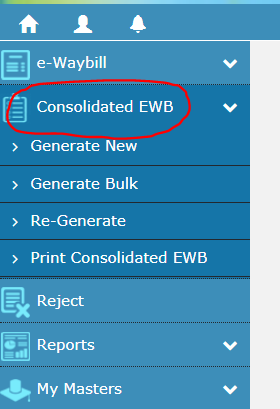 e-Waybill
Consolidated EWB
Generate New
Generate Bulk
Re-Generate
Print Consolidated EWB
Reject
Reports
My Masters